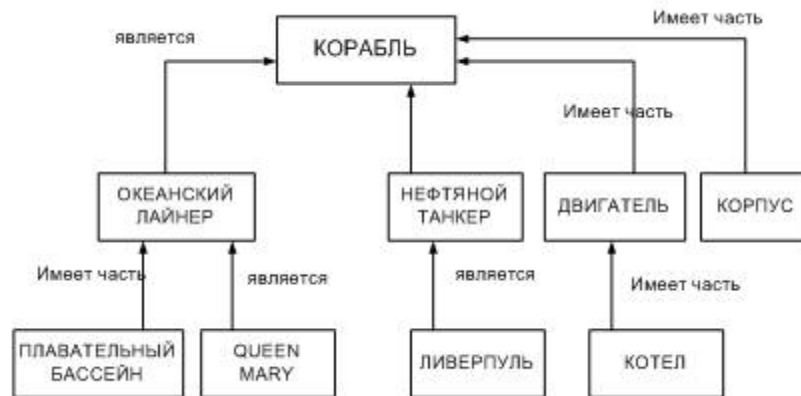 Имеет часть
является
КОРАБЛЬ
Имеет часть
ОКЕАНСКИЙ
ЛАЙНЕР
НЕФТЯНОЙ
ТАНКЕР
ДВИГАТЕЛЬ
КОРПУС
Имеет часть
является
является
Имеет часть
ПЛАВАТЕЛЬНЫЙ
БАССЕЙН
QUEEN
MARY
ЛИВЕРПУЛЬ
КОТЕЛ